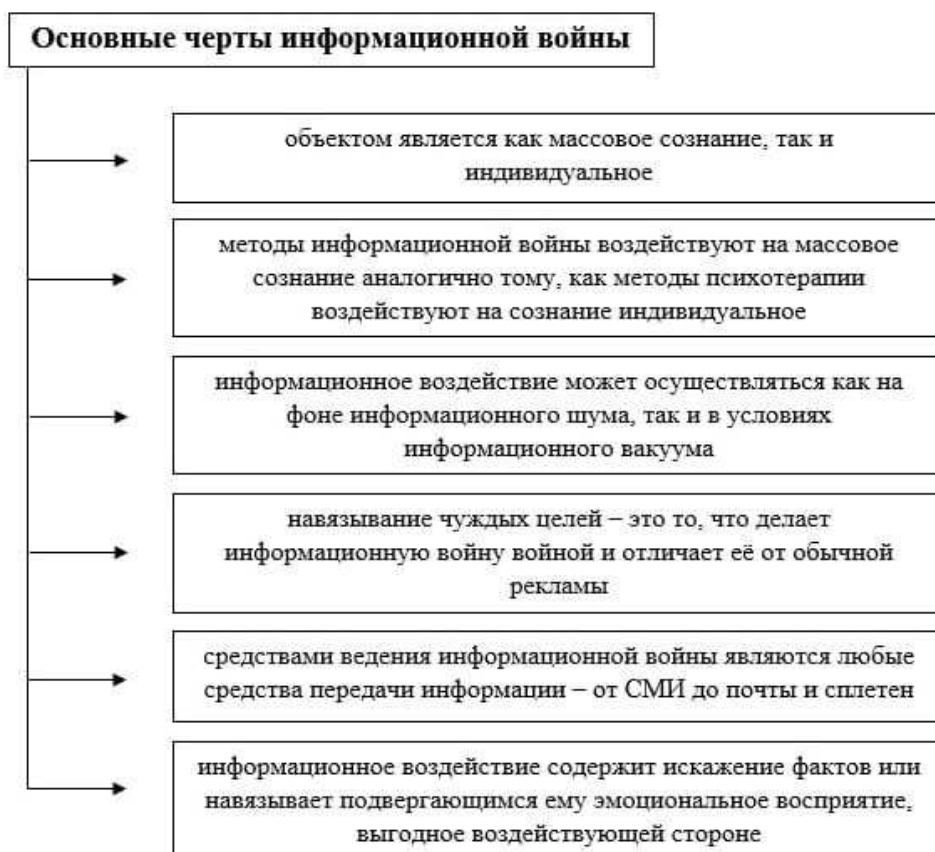 Основные черты информационной войны
объектом является как массовое сознание, так и
индивидуальное
методы информационной войны воздействуют на массовое
сознание аналогично тому, как методы психотерапии
воздействуют на сознание индивидуальное
информационное воздействие может осуществляться как на
фоне информационного шума, так и в условиях
информационного вакуума
навязывание чуждых целей – это то, что делает
информационную войну войной и отличает её от обычной
рекламы
средствами ведения информационной войны являются любые
средства передачи информации – от СМИ до почты и сплетен
информационное воздействие содержит искажение фактов или
навязывает подвергающимся ему эмоциональное восприятие,
выгодное воздействующей стороне